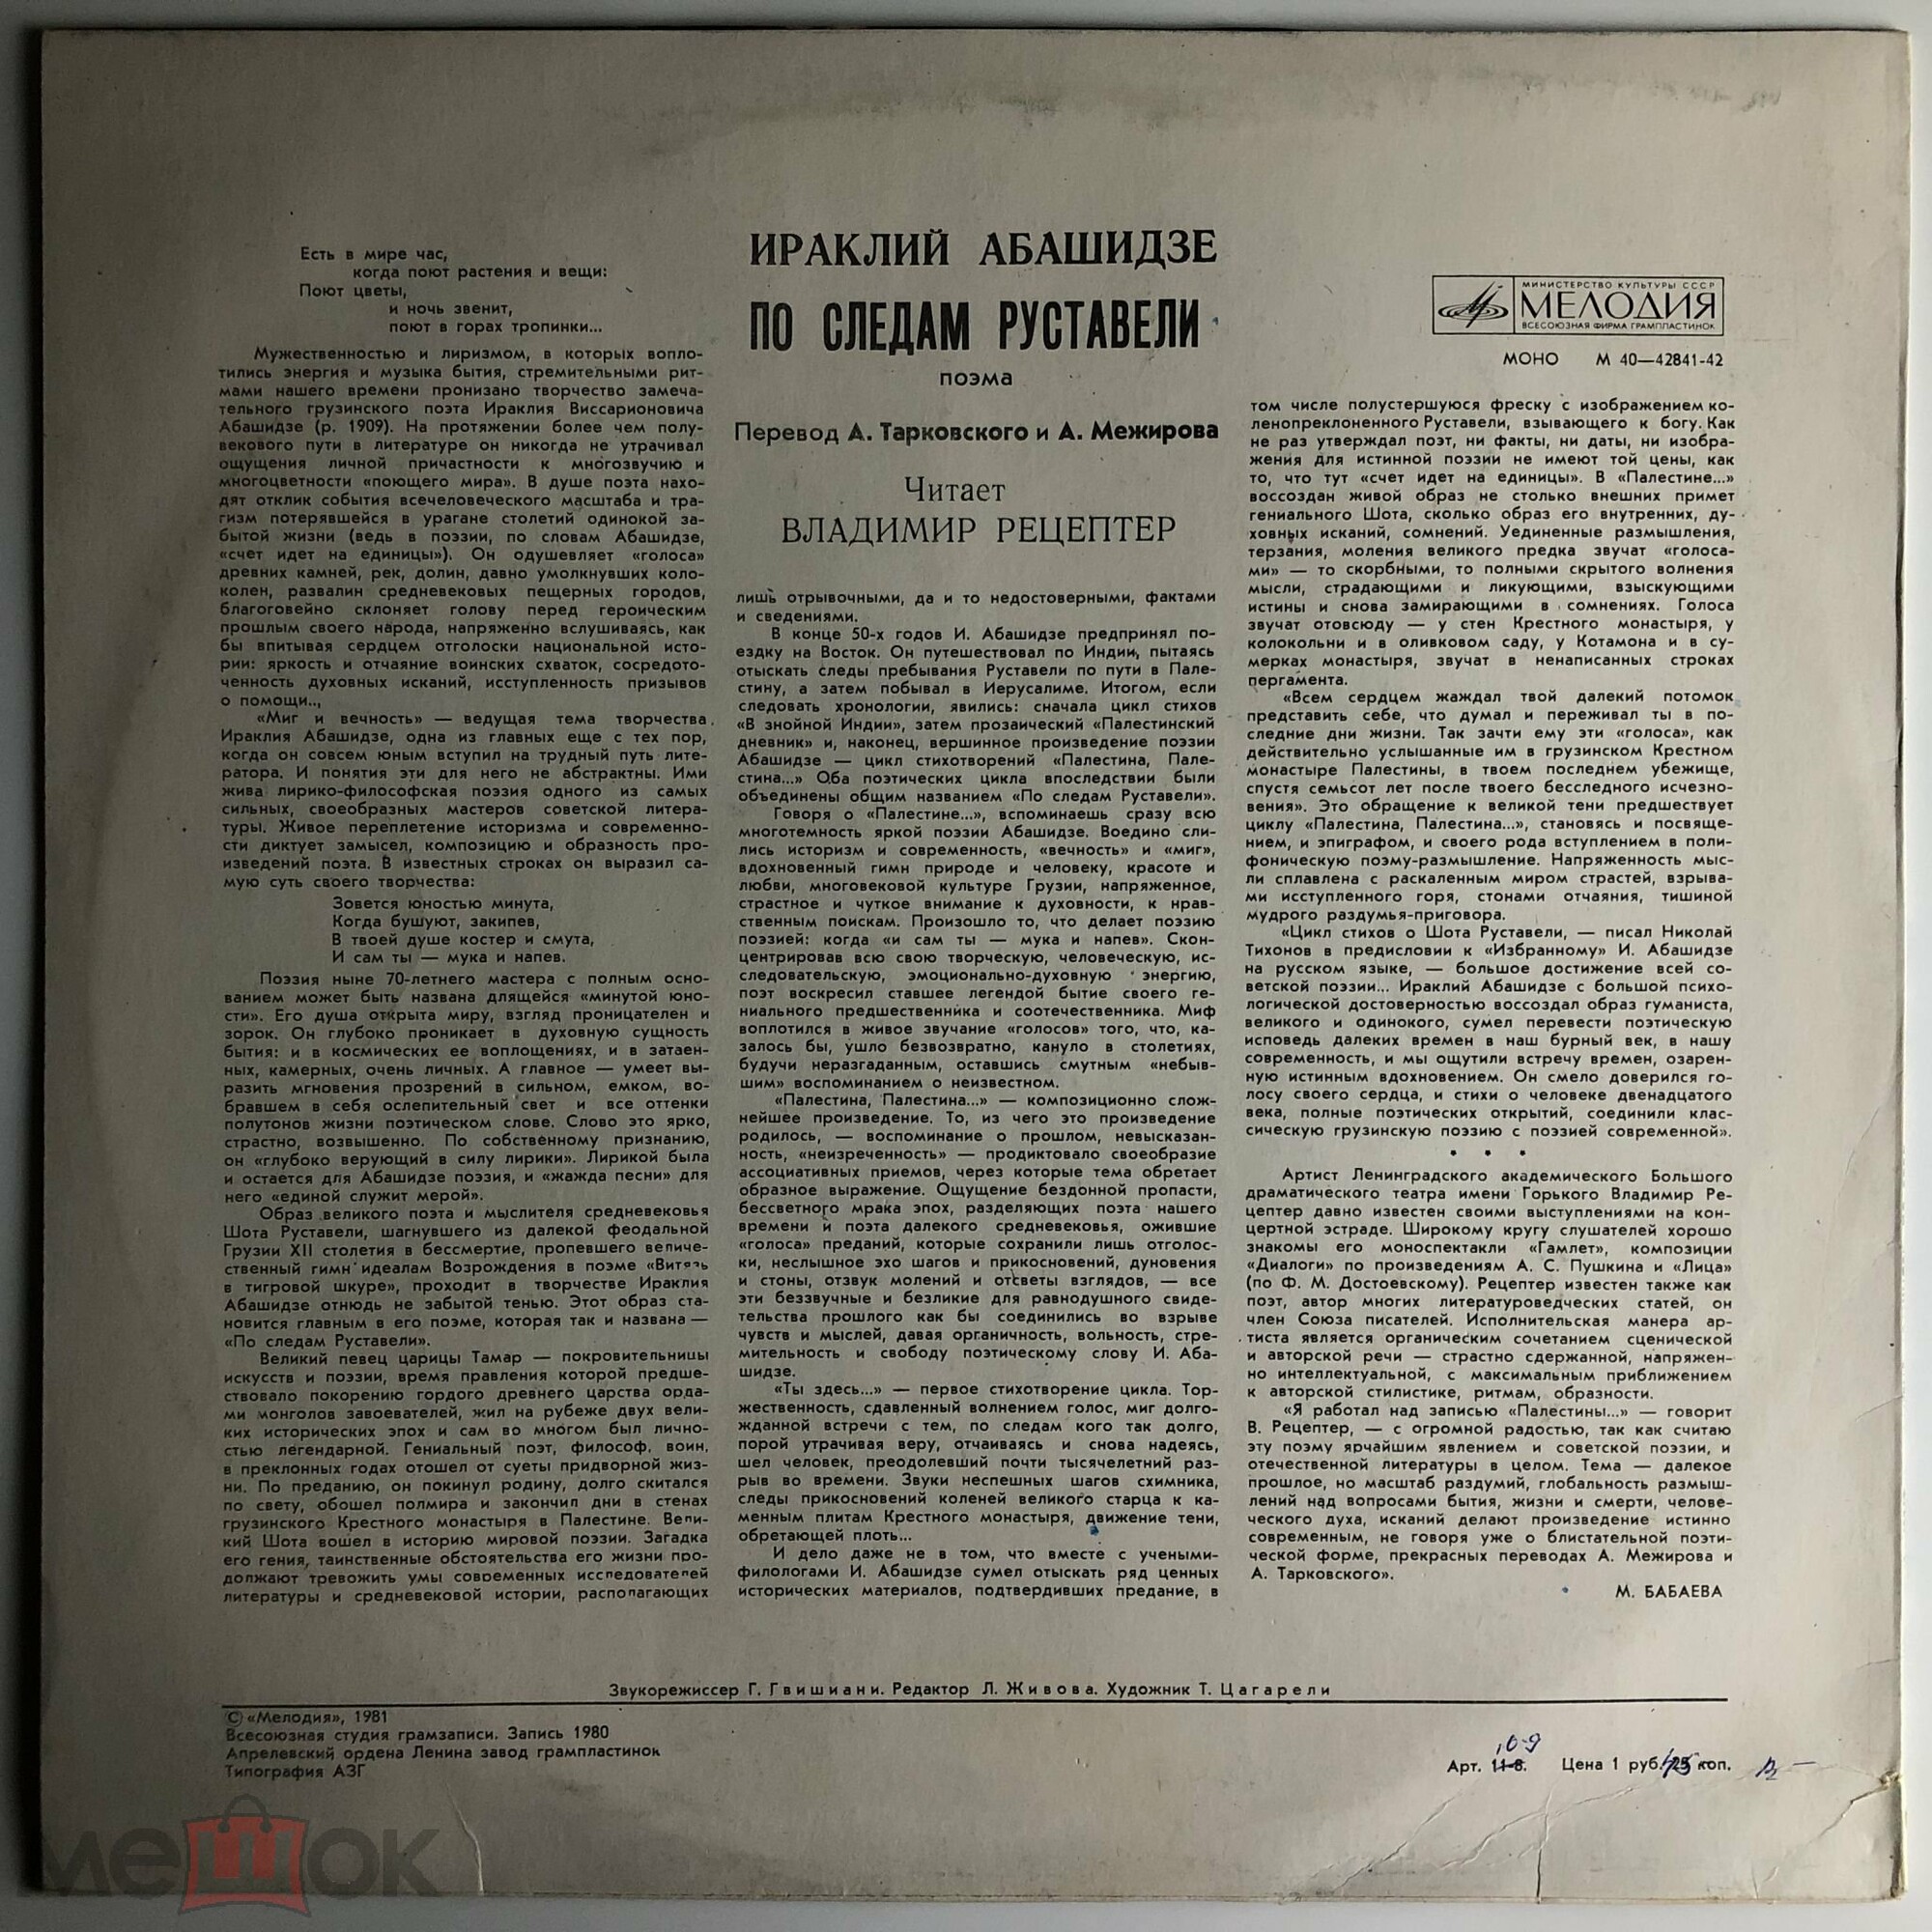 Есть в мире час,
когда поют растения и вещи:
Поют цветы,
и ночь звенит,
поют в горах тропинки...
Мужественностью и лиризмом, в которых вопло-
тились энергия и музыка бытия, стремительными рит-
мами нашего времени пронизано творчество замеча-
тельного грузинского поэта Ираклия Виссарионовича
Абашидзе (р. 1909). На протяжении более чем полу-
векового пути в литературе он никогда не утрачивал
ощущения личной причастности к многозвучию и
многоцветности «поющего мира». В душе поэта нахо-
дят отклик события всечеловеческого масштаба и тра-
гизм потерявшейся в урагане столетий одинокой за-
бытой жизни (ведь в поэзии, по словам Абашидзе,
«счет идет на единицы»). Он одушевляет «голоса»
древних камней, рек, долин, давно умолкнувших коло-
колен, развалин средневековых пещерных городов,
благоговейно склоняет голову перед героическим
прошлым своего народа, напряженно вслушиваясь, как
бы впитывая сердцем отголоски национальной исто-
рии: яркость и отчаяние воинских схваток, сосредото-
ченность духовных исканий, исступленность призывов
о помощи..,
«Миг и вечность» — ведущая тема творчества
Ираклия Абашидзе, одна из главных еще с тех пор,
когда он совсем юным вступил на трудный путь лите-
ратора. И понятия эти для него не абстрактны. Ими
жива лирико-философская поэзия одного из самых
сильных, своеобразных мастеров советской литера-
туры. Живое переплетение историзма и современно-
сти диктует замысел, композицию и образность про-
изведений поэта. В известных строках он выразил са-
мую суть своего творчества:
Зовется юностью минута,
Когда бушуют, закипев,
В твоей душе костер и смута,
И сам ты — мука и напев.
Поэзия ныне 70-летнего мастера с полным осно-
ванием может быть названа длящейся «минутой юно-
сти». Его душа открыта миру, взгляд проницателен и
зорок. Он глубоко проникает в духовную сущность
бытия: и в космических ее воплощениях, и в затаен-
ных, камерных, очень личных. А главное — умеет вы-
разить мгновения прозрений в сильном, емком, во-
бравшем в себя ослепительный свет и все оттенки
полутонов жизни поэтическом слове. Слово это ярко,
страстно, возвышенно. По собственному признанию,
он «глубоко верующий в силу лирики». Лирикой была
и остается для Абашидзе поэзия, и «жажда песни» для
него «единой служит мерой».
Образ великого поэта и мыслителя средневековья
Шота Руставели, шагнувшего из далекой феодальной
Грузии XII столетия в бессмертие, пропевшего величе-
ственный гимн идеалам Возрождения в поэме «Витязь
в тигровой шкуре», проходит в творчестве Ираклия
Абашидзе отнюдь не забытой тенью. Этот образ ста-
новится главным в его поэме, которая так и названа —
«По следам Руставели».
Великий певец царицы Тамар — покровительницы
искусств и поэзии, время правления которой предше-
ствовало покорению гордого древнего царства орда-
ми монголов завоевателей, жил на рубеже двух вели-
ких исторических эпох и сам во многом был лично-
стью легендарной. Гениальный поэт, философ, воин,
в преклонных годах отошел от суеты придворной жиз-
ни. По преданию, он покинул родину, долго скитался
по свету, обошел полмира и закончил дни в стенах
грузинского Крестного монастыря в Палестине. Вели-
кий Шота вошел в историю мировой поэзии. Загадка
его гения, таинственные обстоятельства его жизни про-
должают тревожить умы современных исследователей
литературы и средневековой истории, располагающих
ИРАКЛИЙ АБАШИДЗЕ
ПО СЛЕДАМ РУСТАВЕЛИ
поэма
Перевод А. Тарковского и А. Межирова
Читает
ВЛАДИМИР РЕЦЕПТЕР
лишь отрывочными, да и то недостоверными, фактами
и сведениями.
В конце 50-х годов И. Абашидзе предпринял по-
ездку на Восток. Он путешествовал по Индии, пытаясь
отыскать следы пребывания Руставели по пути в Пале-
стину, а затем побывал в Иерусалиме. Итогом, если
следовать хронологии, явились: сначала цикл стихов
«В знойной Индии», затем прозаический «Палестинский
дневник» и, наконец, вершинное произведение поэзии
Абашидзе — цикл стихотворений «Палестина, Пале-
стина...» Оба поэтических цикла впоследствии были
объединены общим названием «По следам Руставели».
Говоря о «Палестине...», вспоминаешь сразу всю
многотемность яркой поэзии Абашидзе. Воедино сли-
лись историзм и современность, «вечность» и «миг»,
вдохновенный гимн природе и человеку, красоте и
любви, многовековой культуре Грузии, напряженное,
страстное и чуткое внимание к духовности, к нрав-
ственным поискам. Произошло то, что делает поэзию
поэзией: когда «и сам ты — мука и напев». Скон-
центрировав всю свою творческую, человеческую, ис-
следовательскую, эмоционально-духовную энергию,
поэт воскресил ставшее легендой бытие своего ге-
ниального предшественника и соотечественника. Миф
воплотился в живое звучание «голосов» того, что, ка-
залось бы, ушло безвозвратно, кануло в столетиях,
будучи неразгаданным, оставшись смутным «небыв-
шим» воспоминанием о неизвестном.
«Палестина, Палестина...» — композиционно слож-
нейшее произведение. То, из чего это произведение
родилось, — воспоминание о прошлом, невысказан-
ность, «неизреченность» — продиктовало своеобразие
ассоциативных приемов, через которые тема обретает
образное выражение. Ощущение бездонной пропасти,
бессветного мрака эпох, разделяющих поэта нашего
времени и поэта далекого средневековья, ожившие
«голоса» преданий, которые сохранили лишь отголос-
ки, неслышное эхо шагов и прикосновений, дуновения
и стоны, отзвук молений и отсветы взглядов, — все
эти беззвучные и безликие для равнодушного свиде-
тельства прошлого как бы соединились во взрыве
чувств и мыслей, давая органичность, вольность, стре-
мительность и свободу поэтическому слову И. Аба-
шидзе.
«Ты здесь...» — первое стихотворение цикла. Тор-
жественность, сдавленный волнением голос, миг долго-
жданной встречи с тем, по следам кого так долго,
порой утрачивая веру, отчаиваясь и снова надеясь,
шел человек, преодолевший почти тысячелетний раз-
рыв во времени. Звуки неспешных шагов схимника,
следы прикосновений коленей великого старца к ка-
менным плитам Крестного монастыря, движение тени,
обретающей плоть...
И дело даже не в том, что вместе с учеными-
филологами И. Абашидзе сумел отыскать ряд ценных
исторических материалов, подтвердивших предание, в
МИНИСТЕРСТВО КУЛЬТУРЫ СССР
МЕЛОДИЯ
ВСЕСОЮЗНАЯ ФИРМА ГРАМПЛАСТИНОК
МОНО М 40—42841-42
том числе полустершуюся фреску с изображением ко-
ленопреклоненного Руставели, взывающего к богу. Как
не раз утверждал поэт, ни факты, ни даты, ни изобра-
жения для истинной поэзии не имеют той цены, как
то, что тут «счет идет на единицы». В «Палестине...»
воссоздан живой образ не столько внешних примет
гениального Шота, сколько образ его внутренних, ду-
ховных исканий, сомнений. Уединенные размышления,
терзания, моления великого предка звучат «голоса-
ми» — то скорбными, то полными скрытого волнения
мысли, страдающими и ликующими, взыскующими
истины и снова замирающими в сомнениях. Голоса
звучат отовсюду — у стен Крестного монастыря, у
колокольни и в оливковом саду, у Котамона и в су-
мерках монастыря, звучат в ненаписанных строках
пергамента.
«Всем сердцем жаждал твой далекий потомок
представить себе, что думал и переживал ты в по-
следние дни жизни. Так зачти ему эти «голоса», как
действительно услышанные им в грузинском Крестном
монастыре Палестины, в твоем последнем убежище,
спустя семьсот лет после твоего бесследного исчезно-
вения». Это обращение к великой тени предшествует
циклу «Палестина, Палестина...», становясь и посвяще-
нием, и эпиграфом, и своего рода вступлением в поли-
фоническую поэму-размышление. Напряженность мыс-
ли сплавлена с раскаленным миром страстей, взрыва-
ми исступленного горя, стонами отчаяния, тишиной
мудрого раздумья-приговора.
«Цикл стихов о Шота Руставели, — писал Николай
Тихонов в предисловии к «Избранному» И. Абашидзе
на русском языке, — большое достижение всей со-
ветской поэзии... Ираклий Абашидзе с большой психо-
логической достоверностью воссоздал образ гуманиста,
великого и одинокого, сумел перевести поэтическую
исповедь далеких времен в наш бурный век, в нашу
современность, и мы ощутили встречу времен, озарен-
ную истинным вдохновением. Он смело доверился го-
лосу своего сердца, и стихи о человеке двенадцатого
века, полные поэтических открытий, соединили клас-
сическую грузинскую поэзию с поэзией современной».
• • •
Артист Ленинградского академического Большого
драматического театра имени Горького Владимир Ре-
цептер давно известен своими выступлениями на кон-
цертной эстраде. Широкому кругу слушателей хорошо
знакомы его моноспектакли «Гамлет», композиции
«Диалоги» по произведениям А. С. Пушкина и «Лица»
(по Ф. М. Достоевскому). Рецептер известен также как
поэт, автор многих литературоведческих статей, он
член Союза писателей. Исполнительская манера ар-
тиста является органическим сочетанием сценической
и авторской речи — страстно сдержанной, напряжен-
но интеллектуальной, с максимальным приближением
к авторской стилистике, ритмам, образности.
«Я работал над записью «Палестины...» — говорит
В. Рецептер, — с огромной радостью, так как считаю
эту поэму ярчайшим явлением и советской поэзии, и
отечественной литературы в целом. Тема — далекое
прошлое, но масштаб раздумий, глобальность размыш-
лений над вопросами бытия, жизни и смерти, челове-
ческого духа, исканий делают произведение истинно
современным, не говоря уже о блистательной поэти-
ческой форме, прекрасных переводах А. Межирова и
А. Тарковского».
М. БАБАЕВА
Звукорежиссер Г. Гвишиани. Редактор Л. Живова. Художник Т. Цагарели
© «Мелодия», 1981
Всесоюзная студия грамзаписи. Запись 1980
Апрелевский ордена Ленина завод грампластинок
Типография АЗГ
10-9
Арт. 11-8. Цена 1 руб. коп.
мешок